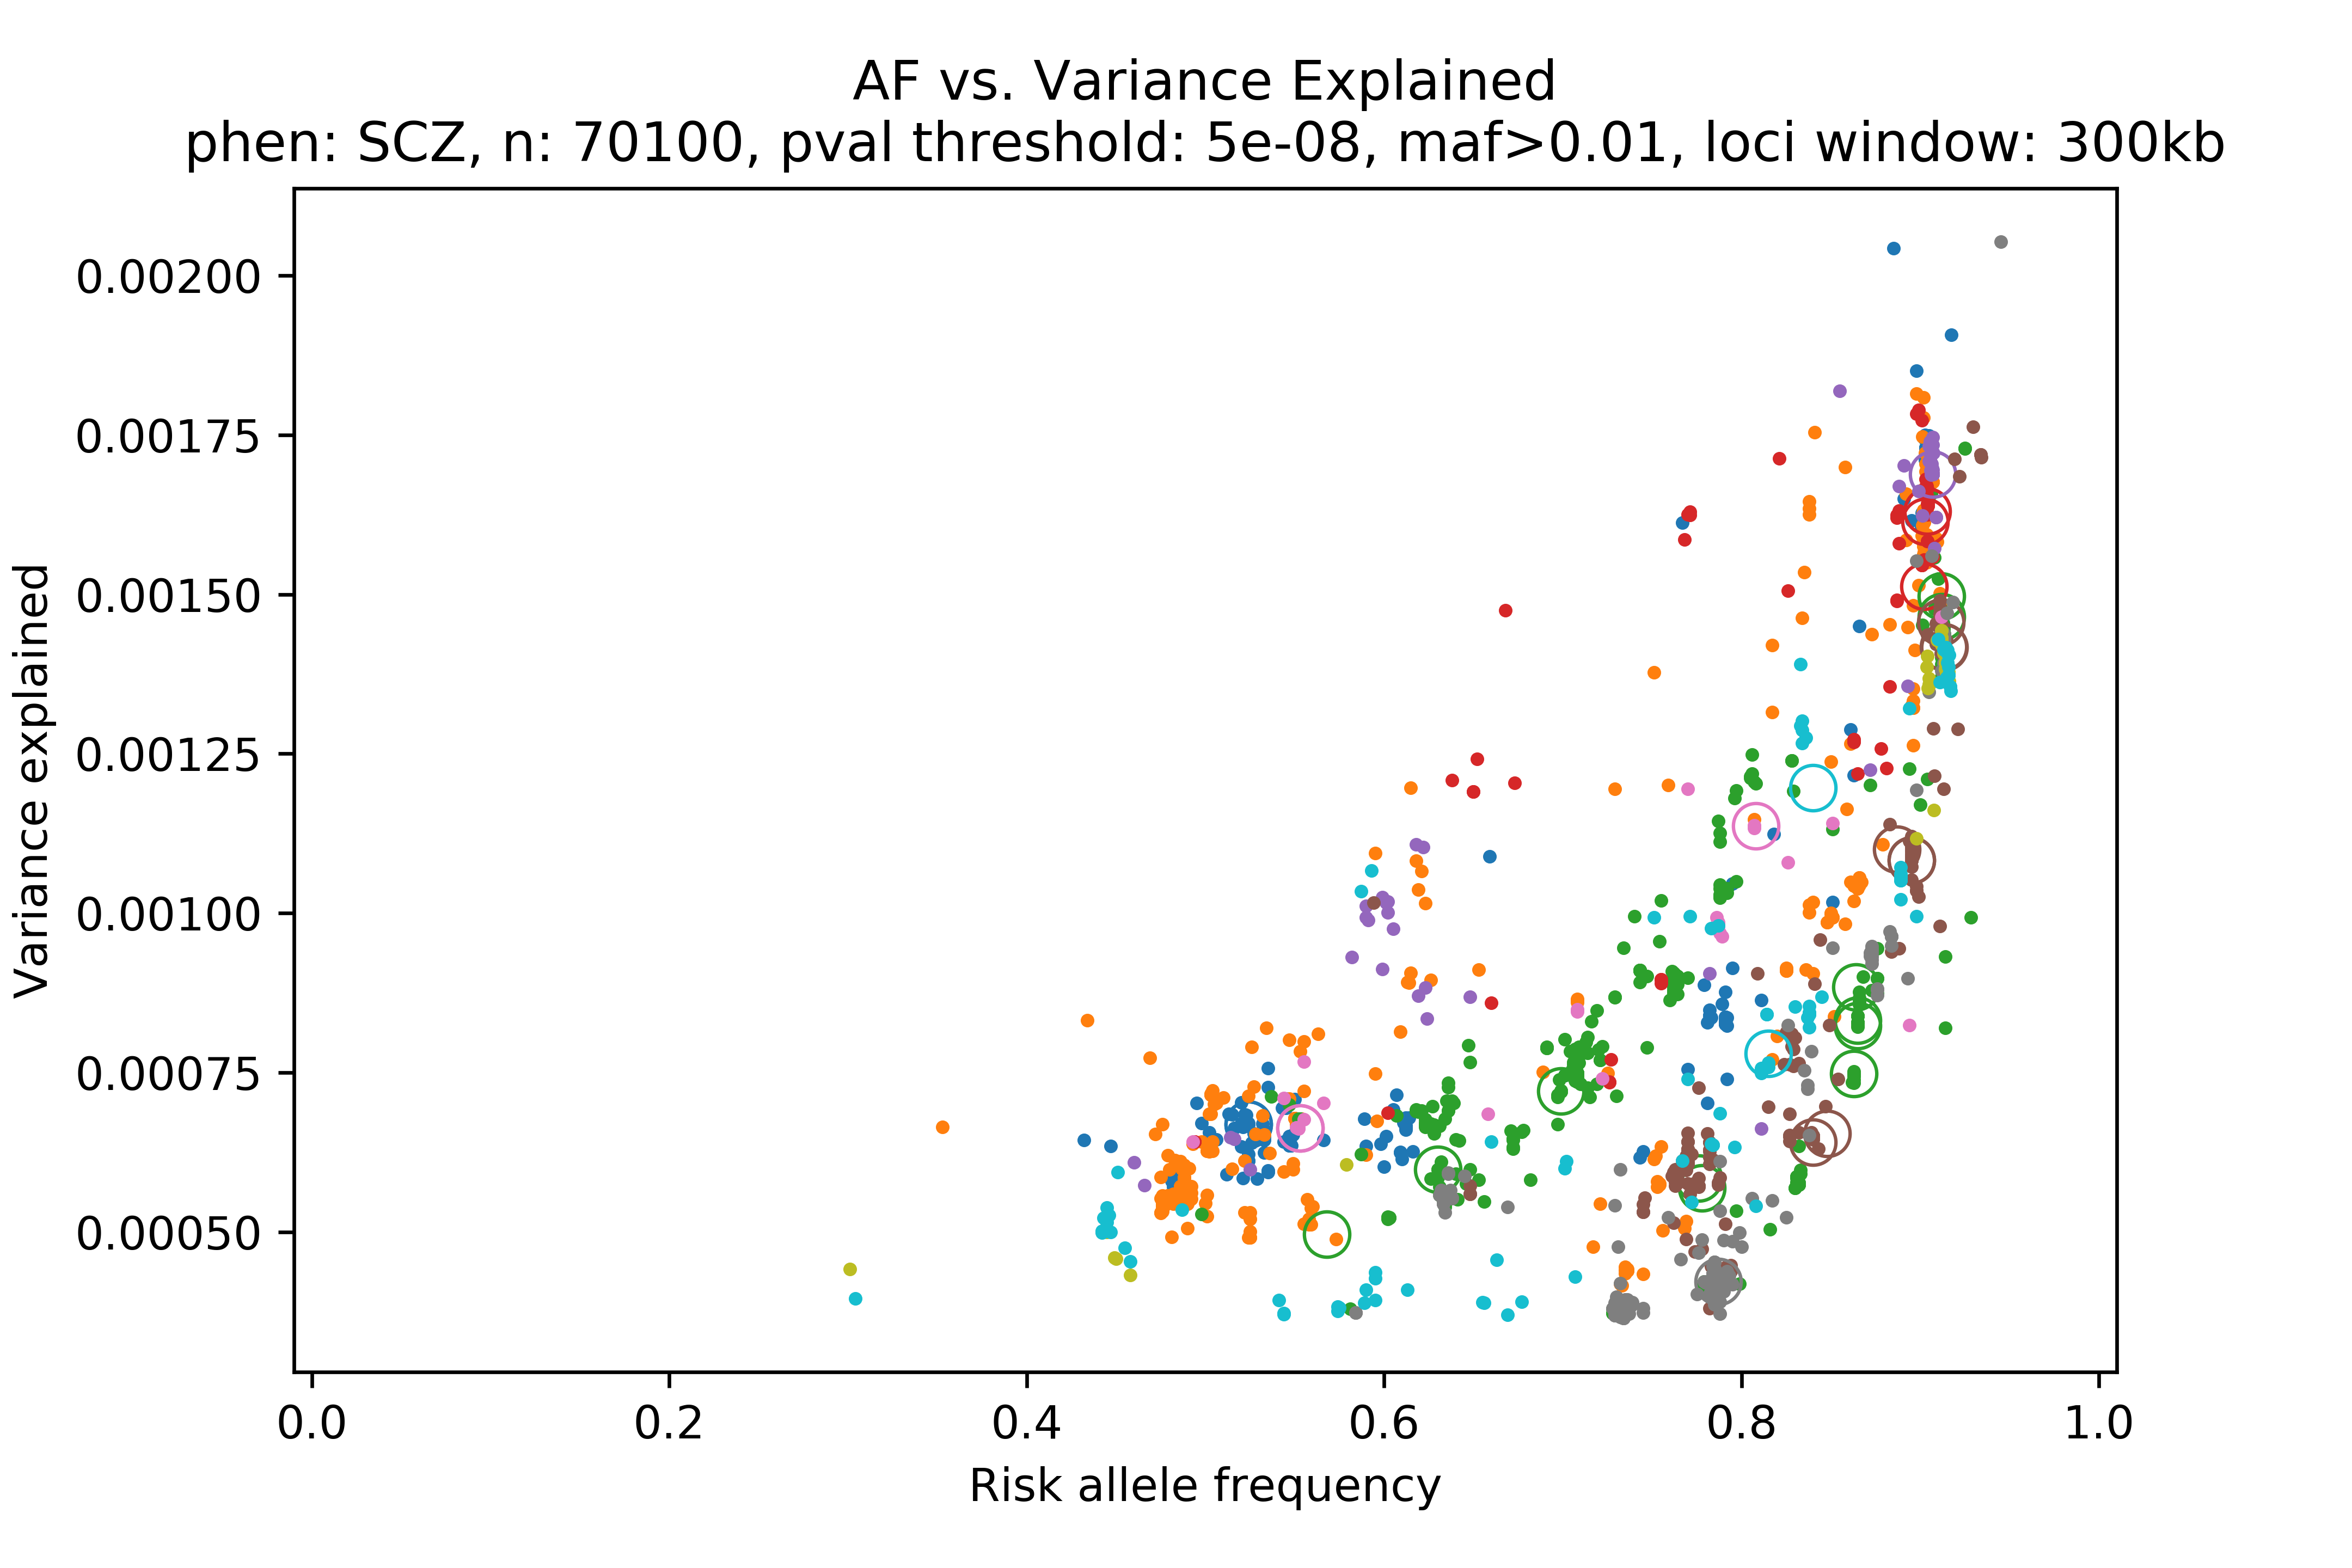 AF vs. Variance Explained
phen: SCZ, n: 70100, pval threshold: 5e-08, maf>0.01, loci window: 300kb
Variance explained
0.00200
0.00175
0.00150
0.00125
0.00100
0.00075
0.00050
0.0 0.2 0.4 0.6 0.8 1.0
Risk allele frequency